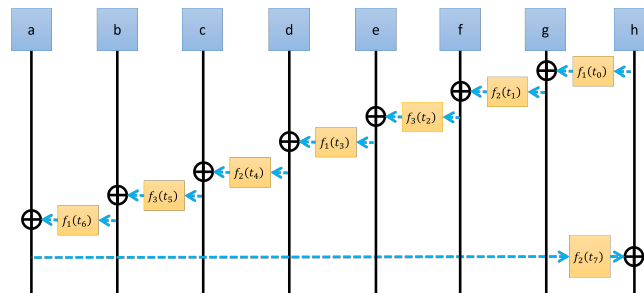 a b c d e f g h
f₁(t₀)
f₂(t₁)
f₃(t₂)
f₁(t₃)
f₂(t₄)
f₃(t₅)
f₁(t₆)
f₂(t₇)